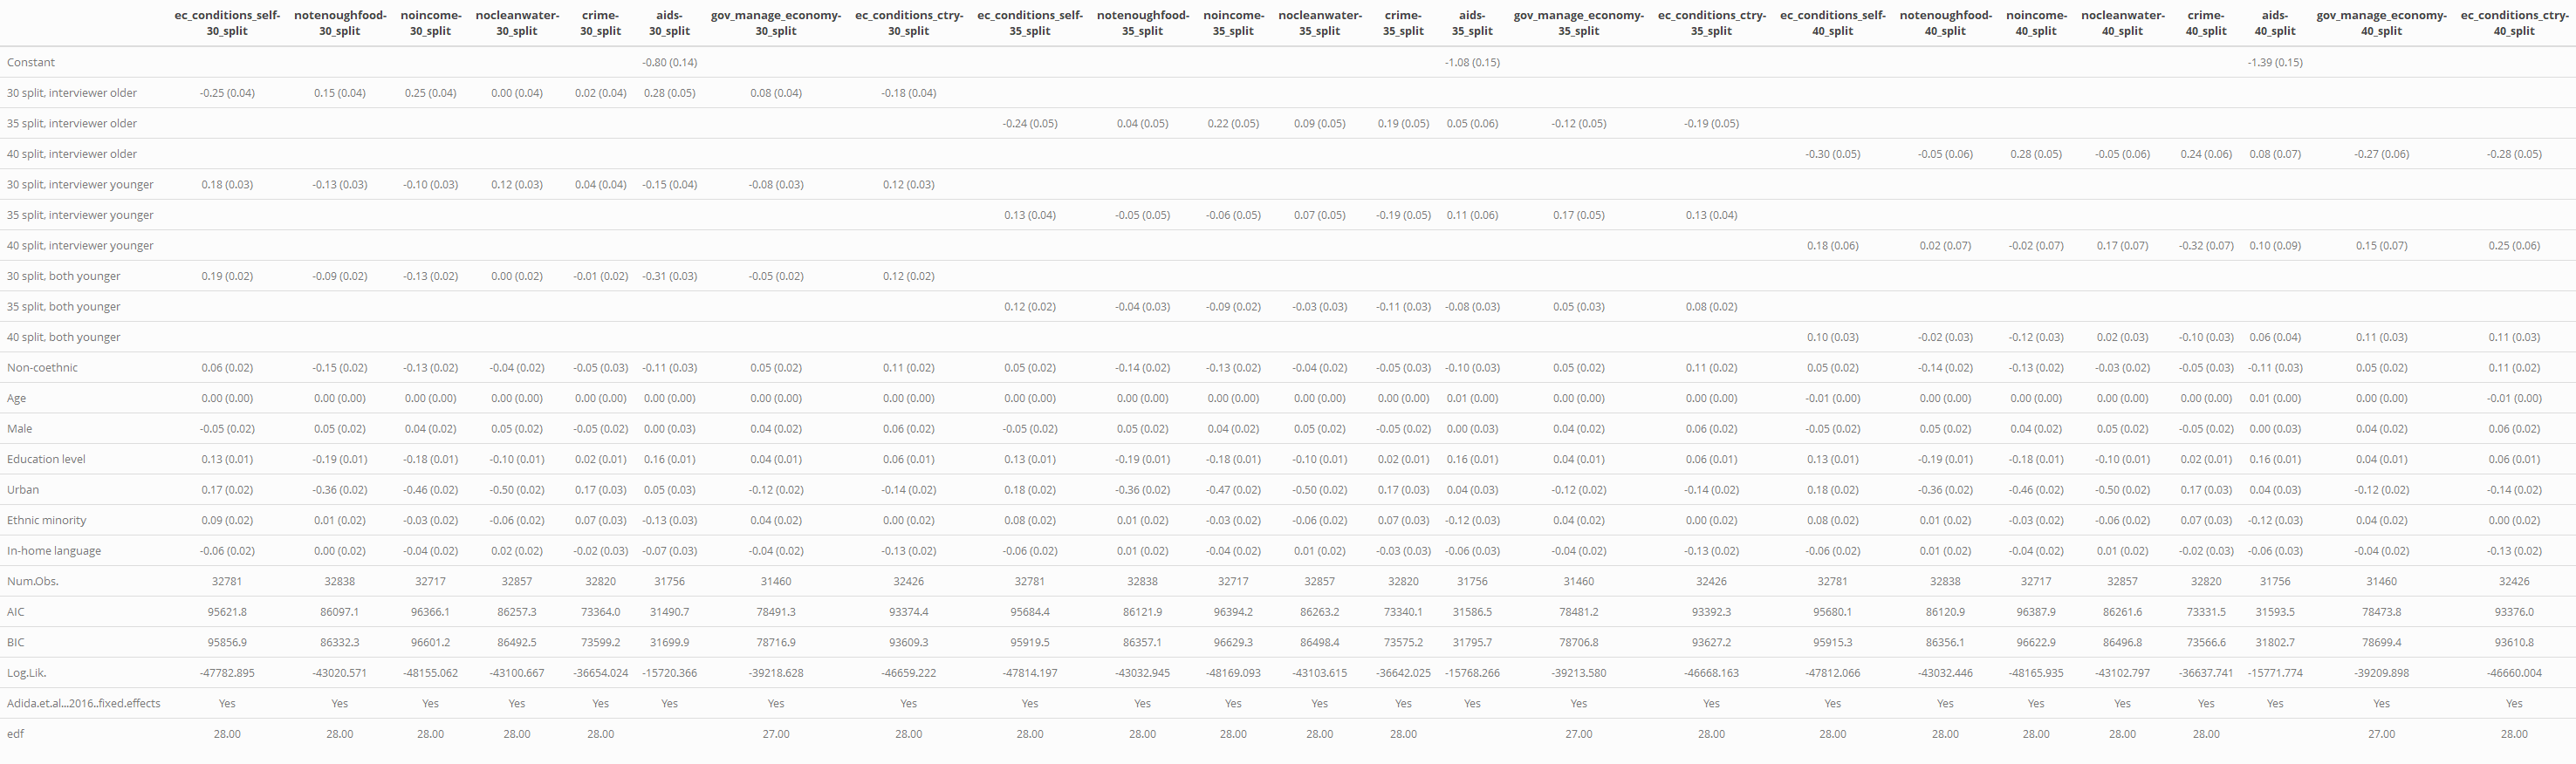 ec_conditions_self- notenoughfood- noincome- nocleanwater- crime- aids- gov_manage_economy- ec_conditions_ctry- ec_conditions_self- notenoughfood- noincome- nocleanwater- crime- aids- gov_manage_economy- ec_conditions_ctry- ec_conditions_self- notenoughfood- noincome- nocleanwater- crime- aids- gov_manage_economy- ec_conditions_ctry-
30_split 30_split 30_split 30_split 30_split 30_split 30_split 30_split 35_split 35_split 35_split 35_split 35_split 35_split 35_split 35_split 40_split 40_split 40_split 40_split 40_split 40_split 40_split 40_split
Constant -0.80 (0.14) -1.08 (0.15) -1.39 (0.15)
30 split, interviewer older -0.25 (0.04) 0.15 (0.04) 0.25 (0.04) 0.00 (0.04) 0.02 (0.04) 0.28 (0.05) 0.08 (0.04) -0.18 (0.04)
35 split, interviewer older -0.24 (0.05) 0.04 (0.05) 0.22 (0.05) 0.09 (0.05) 0.19 (0.05) 0.05 (0.06) -0.12 (0.05) -0.19 (0.05)
40 split, interviewer older -0.30 (0.05) -0.05 (0.06) 0.28 (0.05) -0.05 (0.06) 0.24 (0.06) 0.08 (0.07) -0.27 (0.06) -0.28 (0.05)
30 split, interviewer younger 0.18 (0.03) -0.13 (0.03) -0.10 (0.03) 0.12 (0.03) 0.04 (0.04) -0.15 (0.04) -0.08 (0.03) 0.12 (0.03)
35 split, interviewer younger 0.13 (0.04) -0.05 (0.05) -0.06 (0.05) 0.07 (0.05) -0.19 (0.05) 0.11 (0.06) 0.17 (0.05) 0.13 (0.04)
40 split, interviewer younger 0.18 (0.06) 0.02 (0.07) -0.02 (0.07) 0.17 (0.07) -0.32 (0.07) 0.10 (0.09) 0.15 (0.07) 0.25 (0.06)
30 split, both younger 0.19 (0.02) -0.09 (0.02) -0.13 (0.02) 0.00 (0.02) -0.01 (0.02) -0.31 (0.03) -0.05 (0.02) 0.12 (0.02)
35 split, both younger 0.12 (0.02) -0.04 (0.03) -0.09 (0.02) -0.03 (0.03) -0.11 (0.03) -0.08 (0.03) 0.05 (0.03) 0.08 (0.02)
40 split, both younger 0.10 (0.03) -0.02 (0.03) -0.12 (0.03) 0.02 (0.03) -0.10 (0.03) 0.06 (0.04) 0.11 (0.03) 0.11 (0.03)
Non-coethnic 0.06 (0.02) -0.15 (0.02) -0.13 (0.02) -0.04 (0.02) -0.05 (0.03) -0.11 (0.03) 0.05 (0.02) 0.11 (0.02) 0.05 (0.02) -0.14 (0.02) -0.13 (0.02) -0.04 (0.02) -0.05 (0.03) -0.10 (0.03) 0.05 (0.02) 0.11 (0.02) 0.05 (0.02) -0.14 (0.02) -0.13 (0.02) -0.03 (0.02) -0.05 (0.03) -0.11 (0.03) 0.05 (0.02) 0.11 (0.02)
Age 0.00 (0.00) 0.00 (0.00) 0.00 (0.00) 0.00 (0.00) 0.00 (0.00) 0.00 (0.00) 0.00 (0.00) 0.00 (0.00) 0.00 (0.00) 0.00 (0.00) 0.00 (0.00) 0.00 (0.00) 0.00 (0.00) 0.01 (0.00) 0.00 (0.00) 0.00 (0.00) -0.01 (0.00) 0.00 (0.00) 0.00 (0.00) 0.00 (0.00) 0.00 (0.00) 0.01 (0.00) 0.00 (0.00) -0.01 (0.00)
Male -0.05 (0.02) 0.05 (0.02) 0.04 (0.02) 0.05 (0.02) -0.05 (0.02) 0.00 (0.03) 0.04 (0.02) 0.06 (0.02) -0.05 (0.02) 0.05 (0.02) 0.04 (0.02) 0.05 (0.02) -0.05 (0.02) 0.00 (0.03) 0.04 (0.02) 0.06 (0.02) -0.05 (0.02) 0.05 (0.02) 0.04 (0.02) 0.05 (0.02) -0.05 (0.02) 0.00 (0.03) 0.04 (0.02) 0.06 (0.02)
Education level 0.13 (0.01) -0.19 (0.01) -0.18 (0.01) -0.10 (0.01) 0.02 (0.01) 0.16 (0.01) 0.04 (0.01) 0.06 (0.01) 0.13 (0.01) -0.19 (0.01) -0.18 (0.01) -0.10 (0.01) 0.02 (0.01) 0.16 (0.01) 0.04 (0.01) 0.06 (0.01) 0.13 (0.01) -0.19 (0.01) -0.18 (0.01) -0.10 (0.01) 0.02 (0.01) 0.16 (0.01) 0.04 (0.01) 0.06 (0.01)
Urban 0.17 (0.02) -0.36 (0.02) -0.46 (0.02) -0.50 (0.02) 0.17 (0.03) 0.05 (0.03) -0.12 (0.02) -0.14 (0.02) 0.18 (0.02) -0.36 (0.02) -0.47 (0.02) -0.50 (0.02) 0.17 (0.03) 0.04 (0.03) -0.12 (0.02) -0.14 (0.02) 0.18 (0.02) -0.36 (0.02) -0.46 (0.02) -0.50 (0.02) 0.17 (0.03) 0.04 (0.03) -0.12 (0.02) -0.14 (0.02)
Ethnic minority 0.09 (0.02) 0.01 (0.02) -0.03 (0.02) -0.06 (0.02) 0.07 (0.03) -0.13 (0.03) 0.04 (0.02) 0.00 (0.02) 0.08 (0.02) 0.01 (0.02) -0.03 (0.02) -0.06 (0.02) 0.07 (0.03) -0.12 (0.03) 0.04 (0.02) 0.00 (0.02) 0.08 (0.02) 0.01 (0.02) -0.03 (0.02) -0.06 (0.02) 0.07 (0.03) -0.12 (0.03) 0.04 (0.02) 0.00 (0.02)
In-home language -0.06 (0.02) 0.00 (0.02) -0.04 (0.02) 0.02 (0.02) -0.02 (0.03) -0.07 (0.03) -0.04 (0.02) -0.13 (0.02) -0.06 (0.02) 0.01 (0.02) -0.04 (0.02) 0.01 (0.02) -0.03 (0.03) -0.06 (0.03) -0.04 (0.02) -0.13 (0.02) -0.06 (0.02) 0.01 (0.02) -0.04 (0.02) 0.01 (0.02) -0.02 (0.03) -0.06 (0.03) -0.04 (0.02) -0.13 (0.02)
Num.Obs. 32781 32838 32717 32857 32820 31756 31460 32426 32781 32838 32717 32857 32820 31756 31460 32426 32781 32838 32717 32857 32820 31756 31460 32426
AIC 95621.8 86097.1 96366.1 86257.3 73364.0 31490.7 78491.3 93374.4 95684.4 86121.9 96394.2 86263.2 73340.1 31586.5 78481.2 93392.3 95680.1 86120.9 96387.9 86261.6 73331.5 31593.5 78473.8 93376.0
BIC 95856.9 86332.3 96601.2 86492.5 73599.2 31699.9 78716.9 93609.3 95919.5 86357.1 96629.3 86498.4 73575.2 31795.7 78706.8 93627.2 95915.3 86356.1 96622.9 86496.8 73566.6 31802.7 78699.4 93610.8
Log.Lik. -47782.895 -43020.571 -48155.062 -43100.667 -36654.024 -15720.366 -39218.628 -46659.222 -47814.197 -43032.945 -48169.093 -43103.615 -36642.025 -15768.266 -39213.580 -46668.163 -47812.066 -43032.446 -48165.935 -43102.797 -36637.741 -15771.774 -39209.898 -46660.004
Adida.et.al...2016..fixed.effects Yes Yes Yes Yes Yes Yes Yes Yes Yes Yes Yes Yes Yes Yes Yes Yes Yes Yes Yes Yes Yes Yes Yes Yes
edf 28.00 28.00 28.00 28.00 28.00 27.00 28.00 28.00 28.00 28.00 28.00 28.00 27.00 28.00 28.00 28.00 28.00 28.00 28.00 27.00 28.00